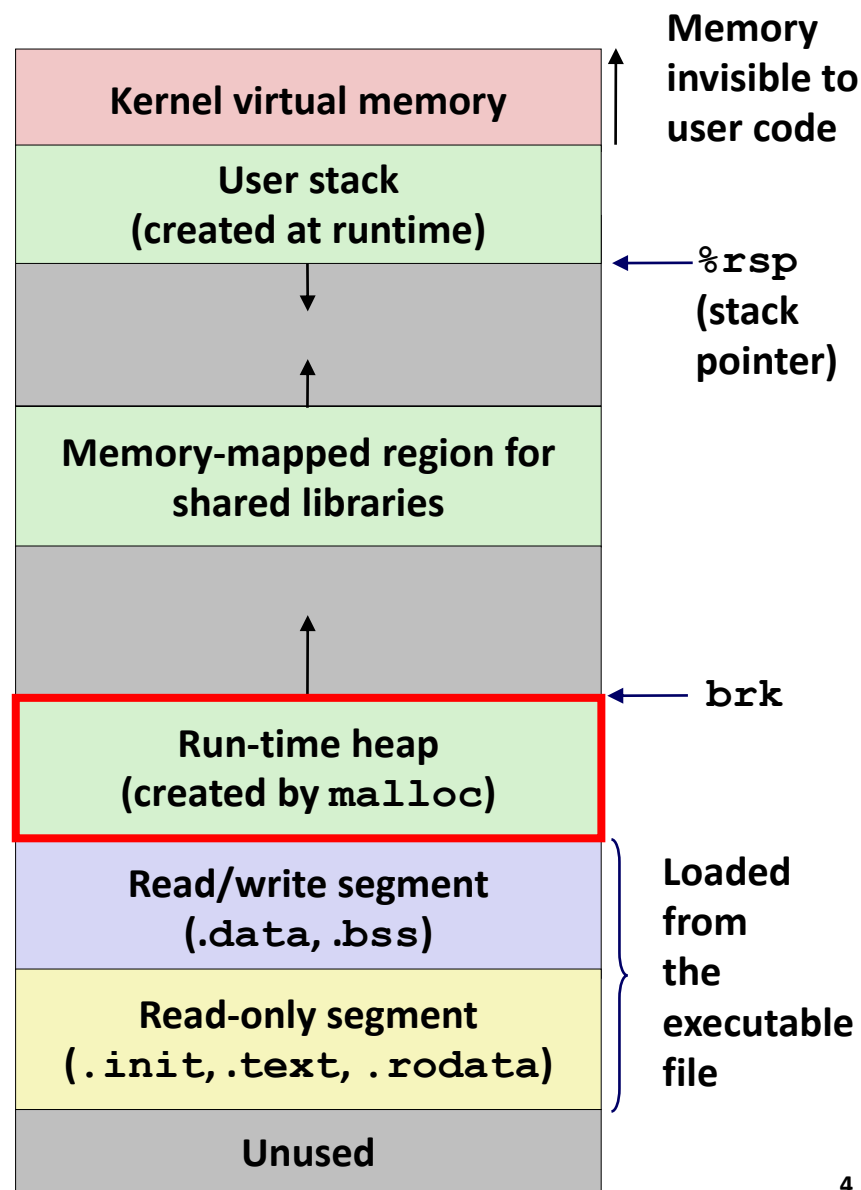 Memory
invisible to
user code
Kernel virtual memory
User stack
(created at runtime)
%rsp
(stack
pointer)
Memory-mapped region for
shared libraries
brk
Run-time heap
(created by malloc)
Read/write segment
(.data, .bss)
Read-only segment
(.init, .text, .rodata)
Loaded
from
the
executable
file
Unused
4